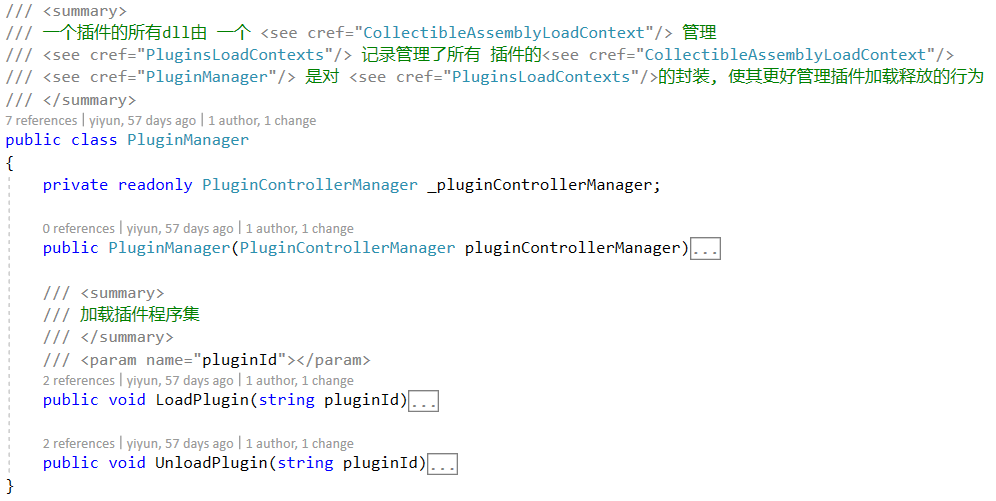 /// <summary>
/// 一个插件的所有dll由 一个 <see cref="CollectibleAssemblyLoadContext"/> 管理
/// <see cref="PluginsLoadContexts"/> 记录管理了所有 插件的<see cref="CollectibleAssemblyLoadContext"/>
/// <see cref="PluginManager"/> 是对 <see cref="PluginsLoadContexts"/>的封装, 使其更好管理插件加载释放的行为
/// </summary>
7 references | yiyun, 57 days ago | 1 author, 1 change
public class PluginManager
{
    private readonly PluginControllerManager _pluginControllerManager;
    0 references | yiyun, 57 days ago | 1 author, 1 change
    public PluginManager(PluginControllerManager pluginControllerManager)...
    /// <summary>
    /// 加载插件程序集
    /// </summary>
    /// <param name="pluginId"></param>
    2 references | yiyun, 57 days ago | 1 author, 1 change
    public void LoadPlugin(string pluginId)...
    2 references | yiyun, 57 days ago | 1 author, 1 change
    public void UnloadPlugin(string pluginId)...
}